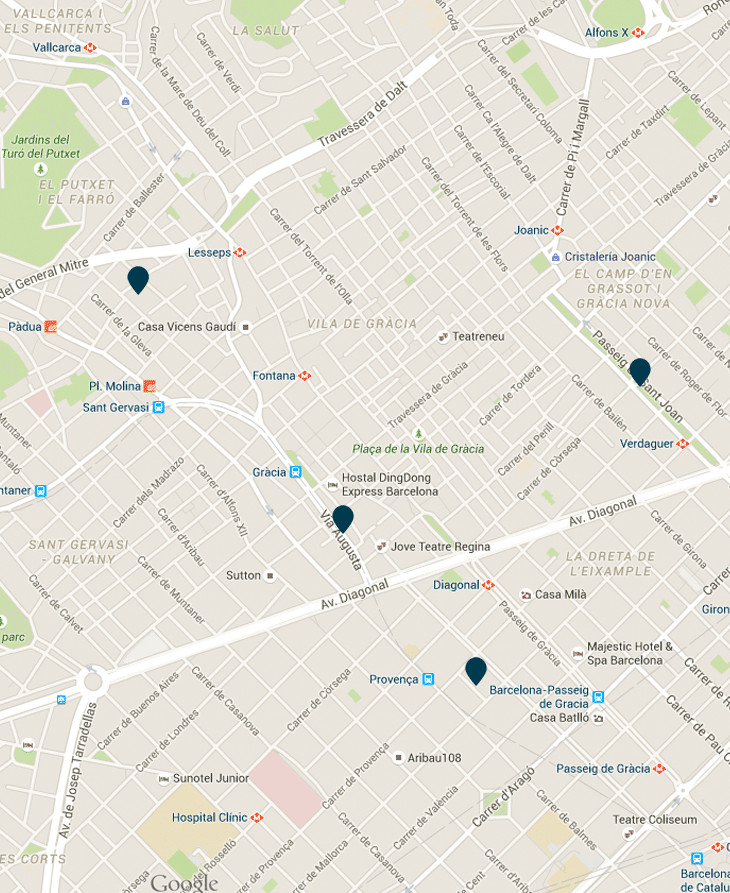 VALLCARCA I
ELS PENITENTS
Vallcarca
Carrer de la Mare de Déu del Coll
Carrer de Verdi
LA SALUT
Toda
Carrer de les Ca
Alfons X
Ron
Jardins del
Turó del Putxet
EL PUTXET
I EL FARRÓ
Carrer de Ballester
Travessera de Dalt
Carrer de Sant Salvador
Carrer del Secretari Coloma
Carrer Ca l'Alegre de Dalt
Carrer de l'Escorial
Carrer del Torrent de les Flors
Carrer de Pi i Margall
Carrer de Lepant
Carrer de Taxdirt
Travessera de Gràcia
Joanic
Cristalería Joanic
EL CAMP D'EN
GRASSOT I
GRÀCIA NOVA
Lesseps
del General Mitre
Carrer del Torrent de l'Olla
Carrer de la Gleva
Casa Vicens Gaudí
VILA DE GRÀCIA
Teatreneu
Pàdua
Passeig de Sant Joan
Carrer de Roger de Flor
Pl. Molina
Sant Gervasi
Fontana
Travessera de Gràcia
Carrer de Tordera
Carrer de Bailèn
Muntaner
Plaça de la Vila de Gràcia
Carrer del Perill
Carrer de Còrsega
Verdaguer
Gràcia
Hostal DingDong
Express Barcelona
ntaner
Carrer dels Madrazo
Carrer d'Alfons XII
Carrer d'Aribau
Via Augusta
Av. Diagonal
Carrer de Girona
SANT GERVASI
- GALVANY
Jove Teatre Regina
LA DRETA DE
L'EIXAMPLE
Sutton
Av. Diagonal
Diagonal
Casa Milà
Carrer
Giron
Carrer de Calvet
Carrer de Muntaner
parc
Passeig de Gràcia
Majestic Hotel &
Spa Barcelona
Provença
Barcelona-Passeig
de Gracia
Casa Batlló
Carrer de Buenos Aires
Carrer de Londres
Carrer de Casanova
Carrer de Còrsega
Carrer de Pau C
Av. de Josep Tarradellas
Carrer de Provença
Aribau108
Sunotel Junior
Passeig de Gràcia
Carrer d'Aragó
Carrer de València
Hospital Clínic
Carrer de Balmes
Teatre Coliseum
ES CORTS
Còrsega
Rosselló
Carrer de Provença
Carrer de Mallorca
Carrer de Casanova
Carrer d'Aribau
Cent
Barcelona
de Catalu
Google